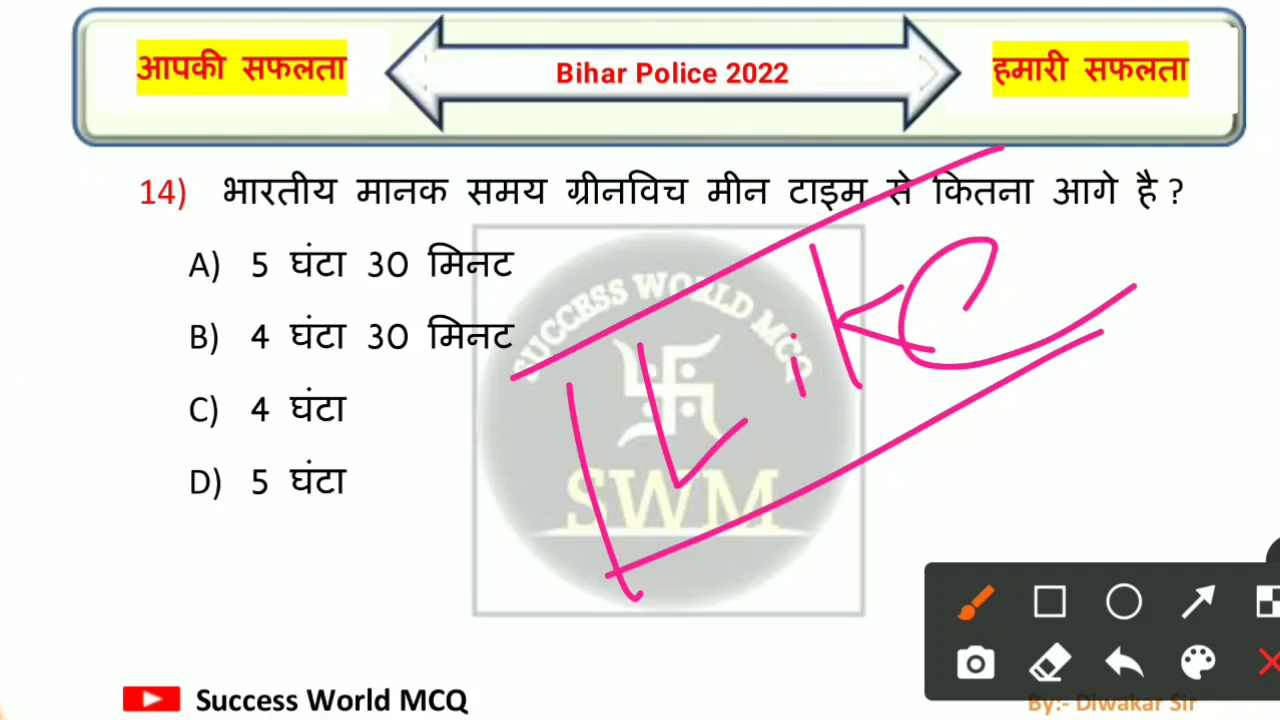 आपकी सफलता
Bihar Police 2022
हमारी सफलता
14) भारतीय मानक समय ग्रीनविच मीन टाइम से कितना आगे है ?
A) 5 घंटा 30 मिनट
B) 4 घंटा 30 मिनट
C) 4 घंटा
D) 5 घंटा
SUCCESS WORLD MCQ
SWM
Like
Success World MCQ
By:- Diwakar Sir